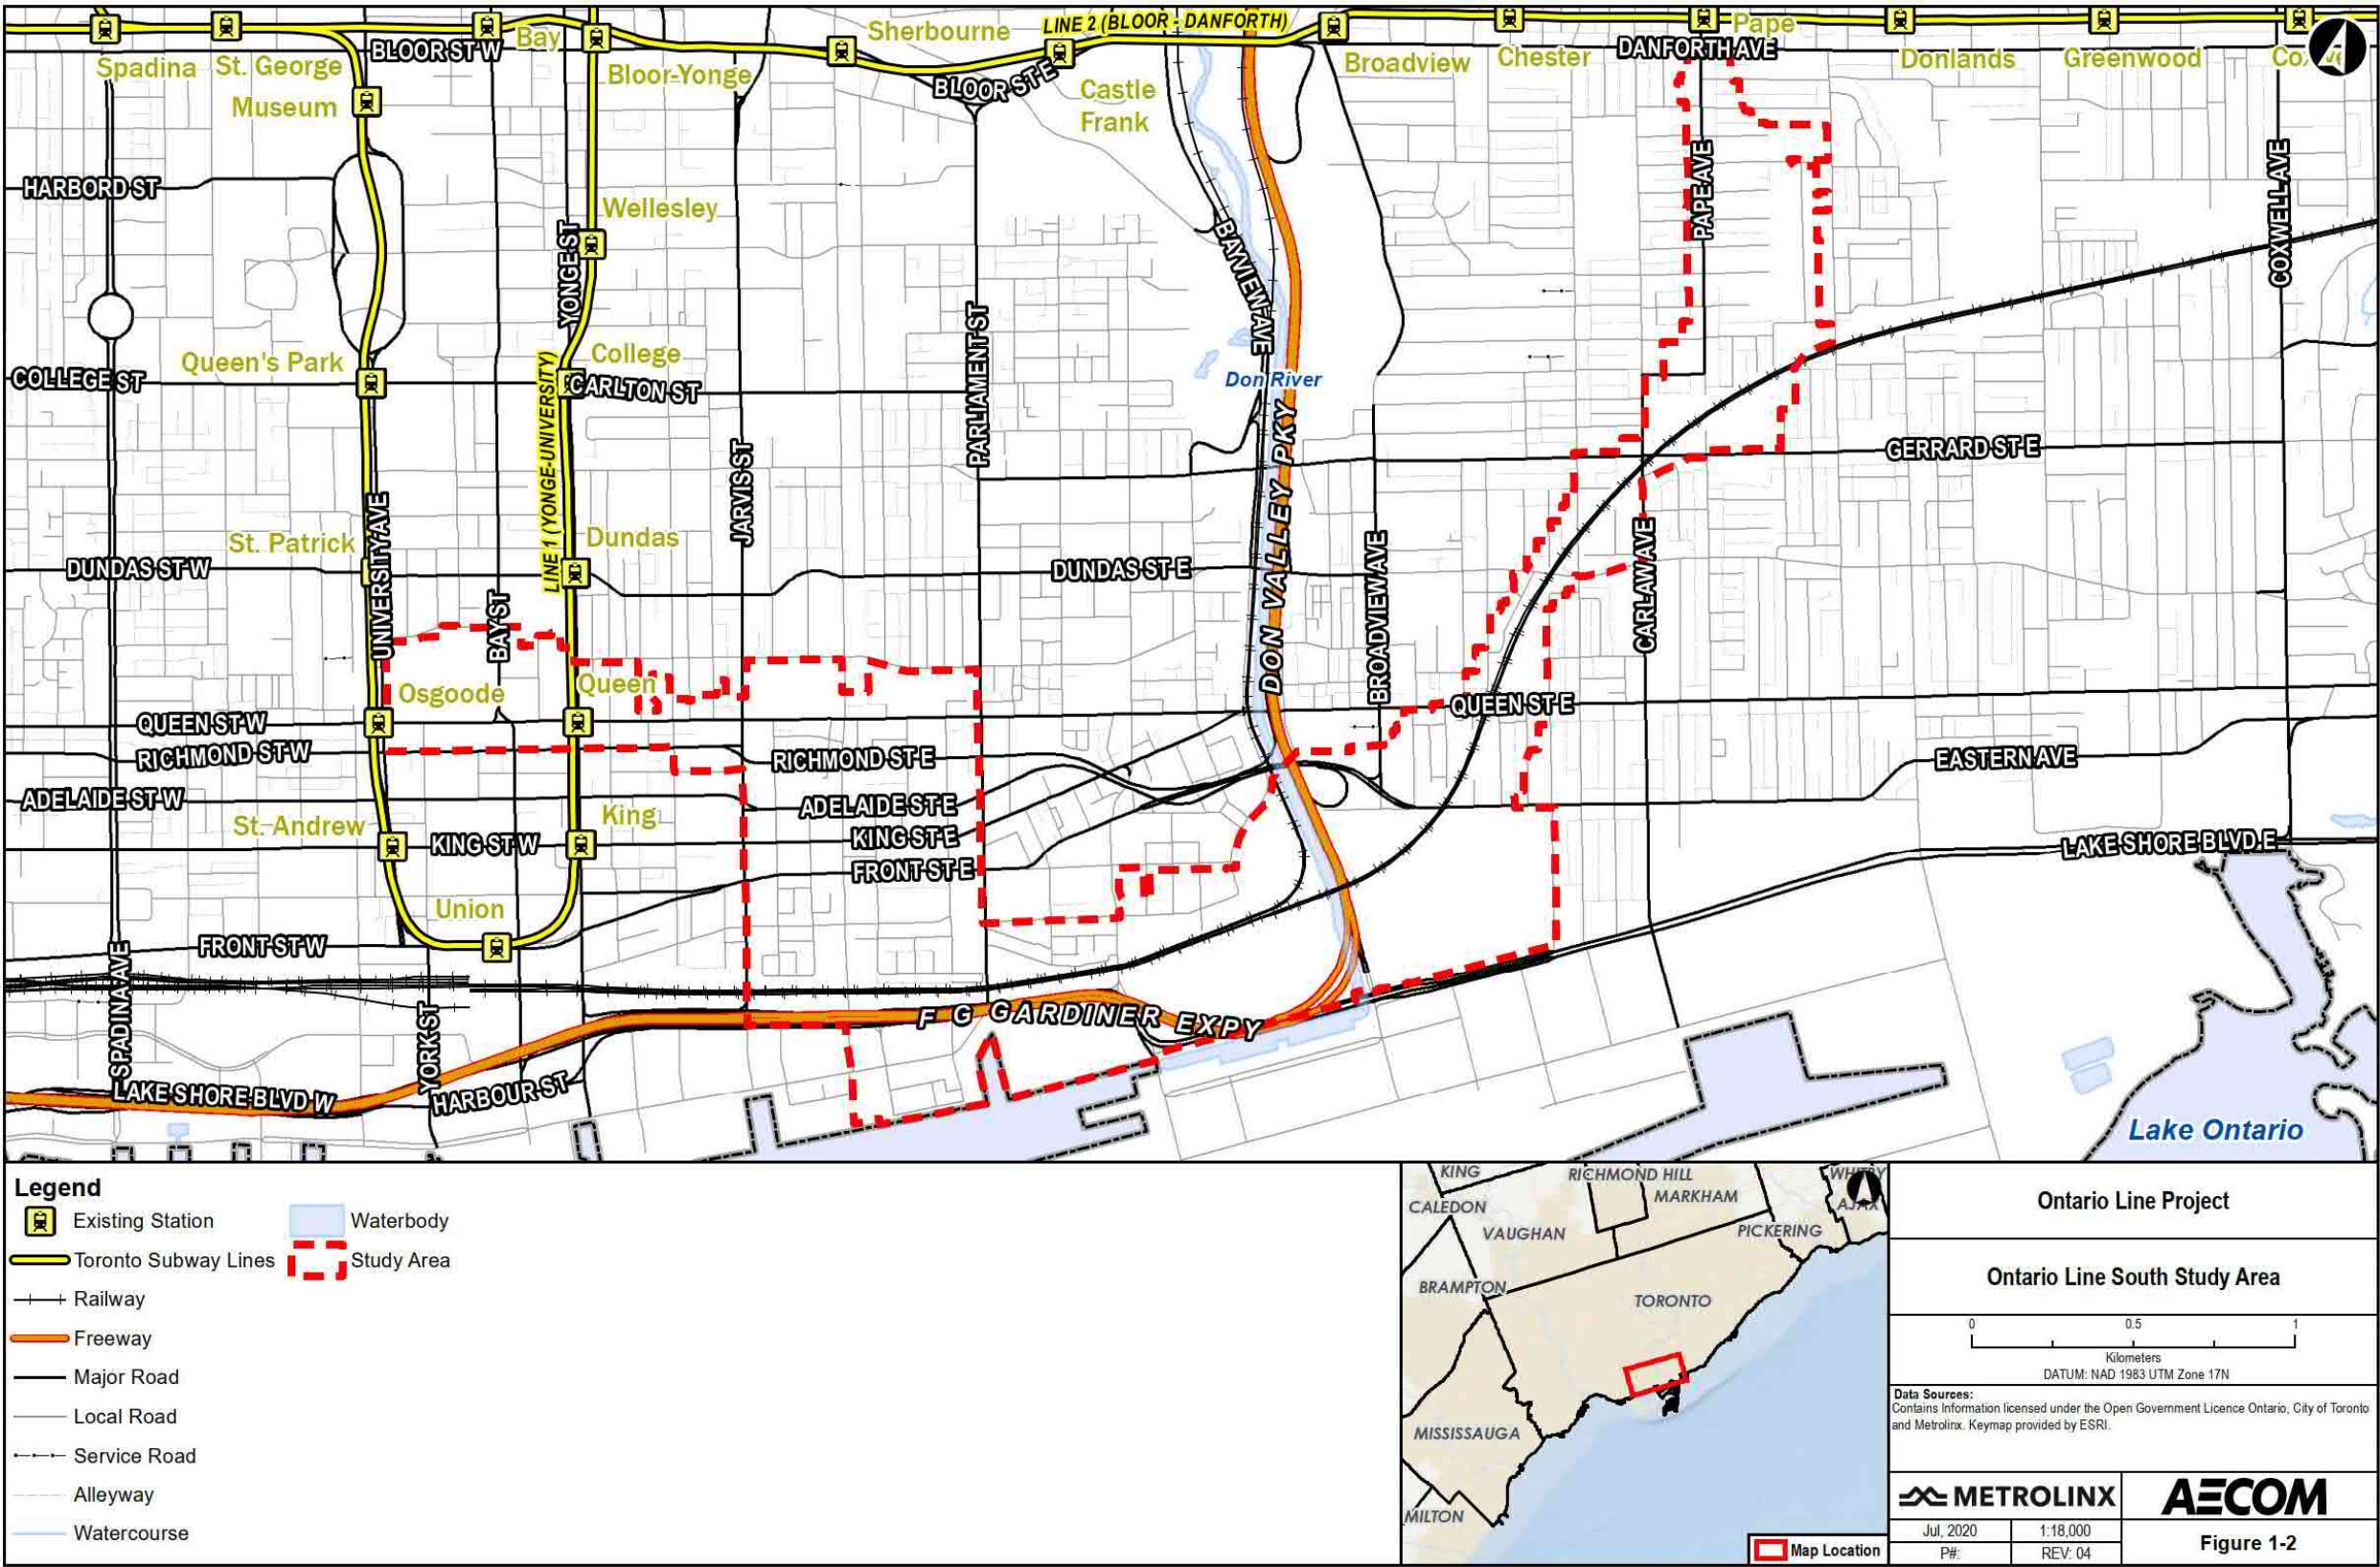 Sherbourne
LINE 2 (BLOOR - DANFORTH)
Pape
BLOOR ST W
Bay
DANFORTH AVE
Spadina
St. George
Bloor-Yonge
BLOOR ST E
Castle
Frank
Broadview
Chester
Donlands
Greenwood
Museum
HARBORD ST
PAPE AVE
COXWELL AVE
Wellesley
YONGE ST
BAYVIEW AVE
PARLIAMENT ST
Queen's Park
College
COLLEGE ST
CARLTON ST
Don River
LINE 1 (YONGE-UNIVERSITY)
JARVIS ST
DON VALLEY PKY
GERRARD ST E
UNIVERSITY AVE
St. Patrick
Dundas
DUNDAS ST W
DUNDAS ST E
BROADVIEW AVE
CARLAW AVE
BAY ST
Osgoode
Queen
QUEEN ST W
QUEEN ST E
RICHMOND ST W
RICHMOND ST E
EASTERN AVE
ADELAIDE ST W
ADELAIDE ST E
St. Andrew
King
KING ST W
KING ST E
LAKE SHORE BLVD E
FRONT ST E
Union
FRONT ST W
SPADINA AVE
YORK ST
F G GARDINER EXPY
LAKE SHORE BLVD W
HARBOUR ST
Lake Ontario
Legend
Existing Station
Waterbody
Toronto Subway Lines
Study Area
Railway
Freeway
Major Road
Local Road
Service Road
Alleyway
Watercourse
KING
RICHMOND HILL
WHITBY
CALEDON
MARKHAM
AJAX
VAUGHAN
PICKERING
BRAMPTON
TORONTO
MISSISSAUGA
MILTON
Map Location
Ontario Line Project
Ontario Line South Study Area
0 0.5 1
Kilometers
DATUM: NAD 1983 UTM Zone 17N
Data Sources:
Contains Information licensed under the Open Government Licence Ontario, City of Toronto
and Metrolinx. Keymap provided by ESRI.
METROLINX
AECOM
Jul, 2020
1:18,000
Figure 1-2
P#:
REV: 04